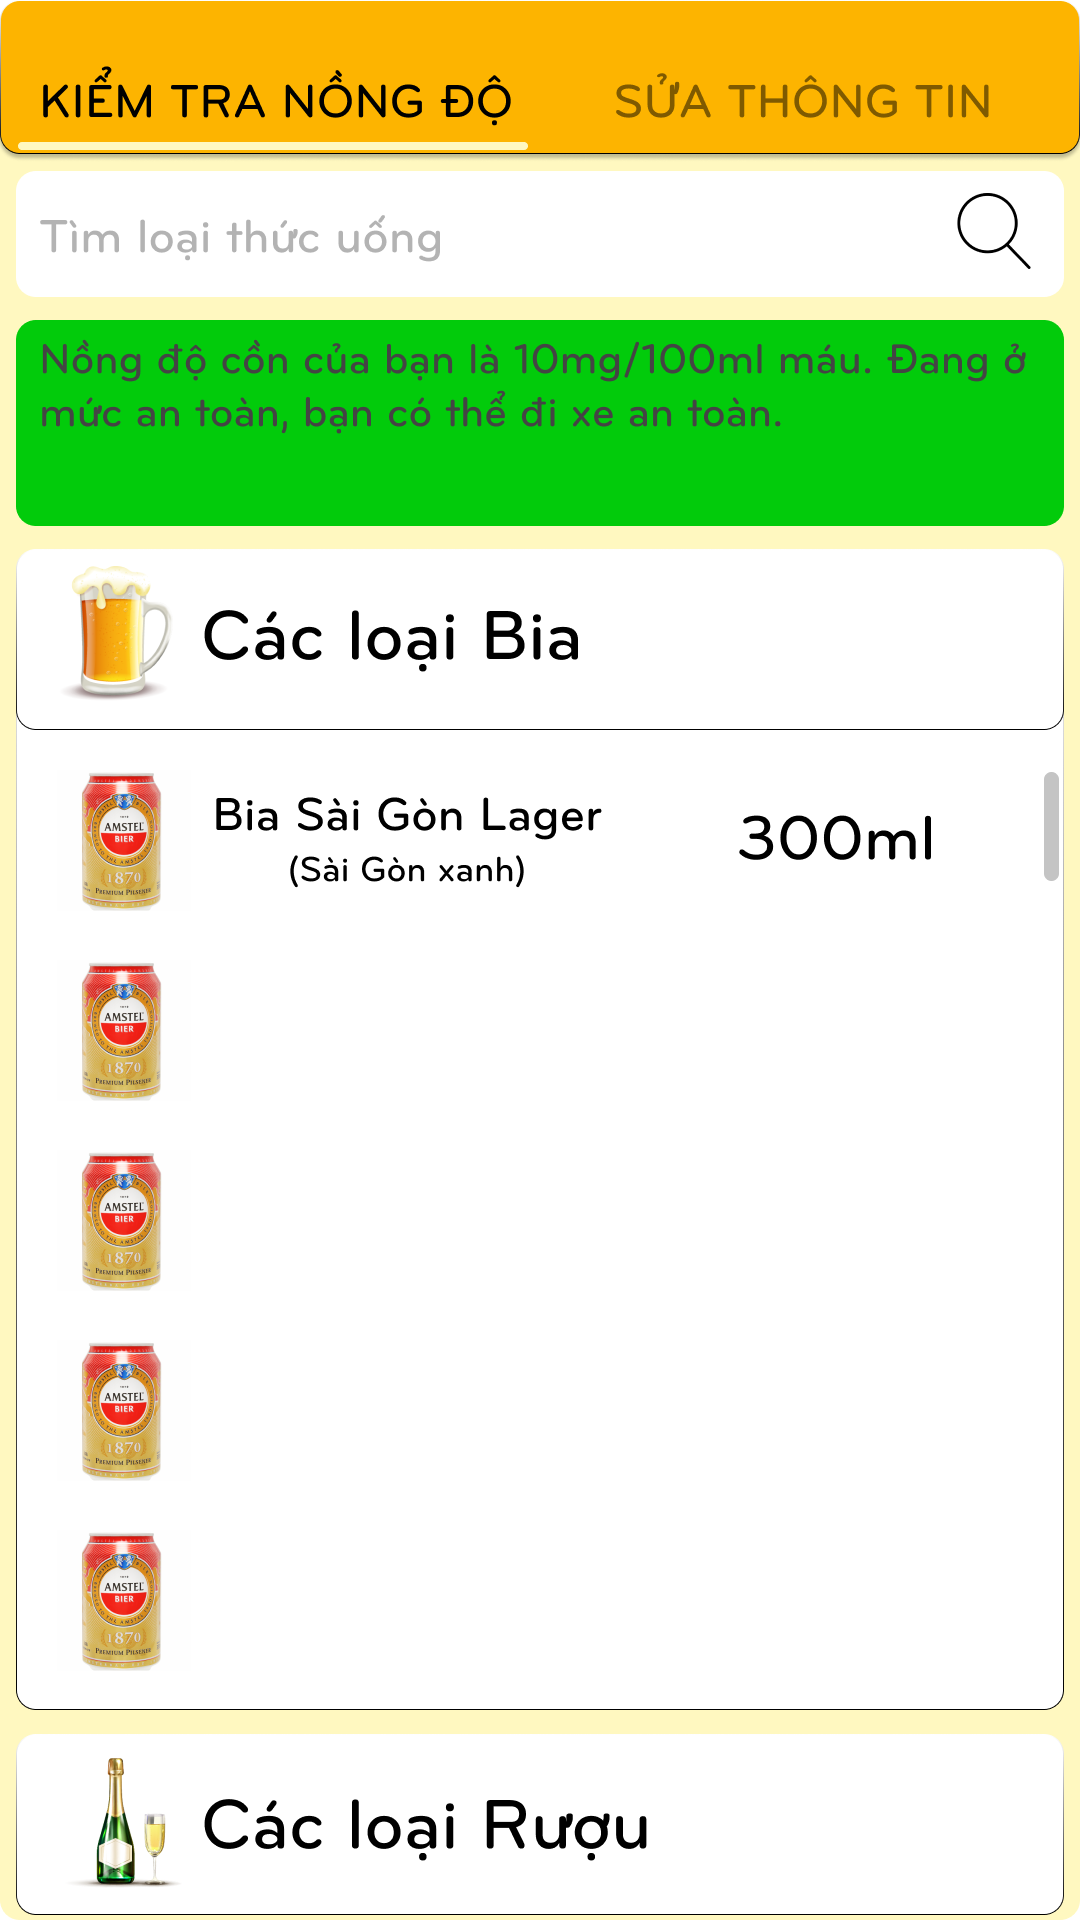 KIỂM TRA NỒNG ĐỘ
SỬA THÔNG TIN
Tìm loại thức uống
Nồng độ cồn của bạn là 10mg/100ml máu. Đang ở
mức an toàn, bạn có thể đi xe an toàn.
Các loại Bia
AMSTEL
BIER
1870
PREMIUM PILSENER
Bia Sài Gòn Lager
(Sài Gòn xanh)
300ml
AMSTEL
BIER
1870
PREMIUM PILSENER
AMSTEL
BIER
1870
PREMIUM PILSENER
AMSTEL
BIER
1870
PREMIUM PILSENER
AMSTEL
BIER
1870
PREMIUM PILSENER
Các loại Rượu